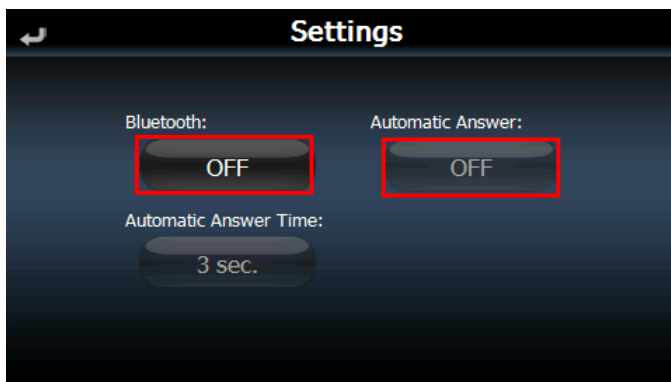 Settings
Bluetooth:
OFF
Automatic Answer:
OFF
Automatic Answer Time:
3 sec.